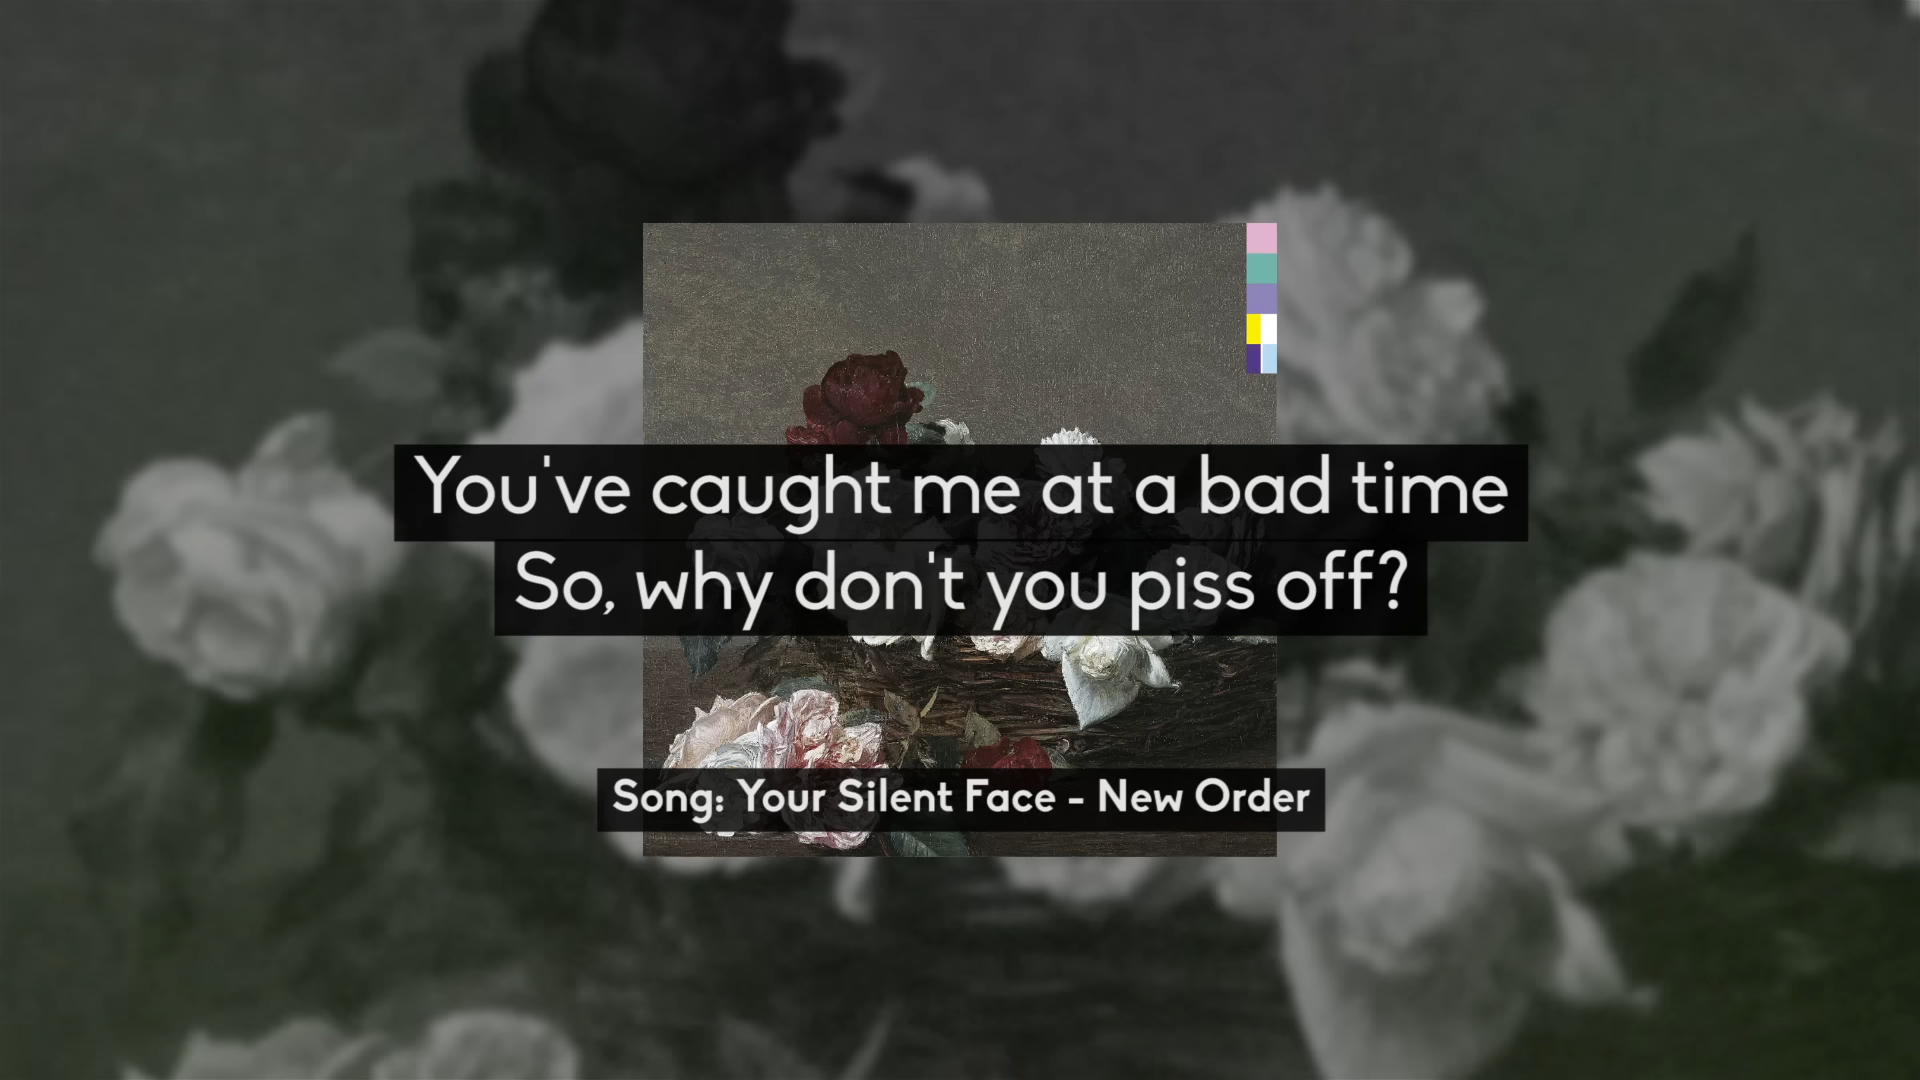 You've caught me at a bad time
So, why don't you piss off?
Song: Your Silent Face - New Order